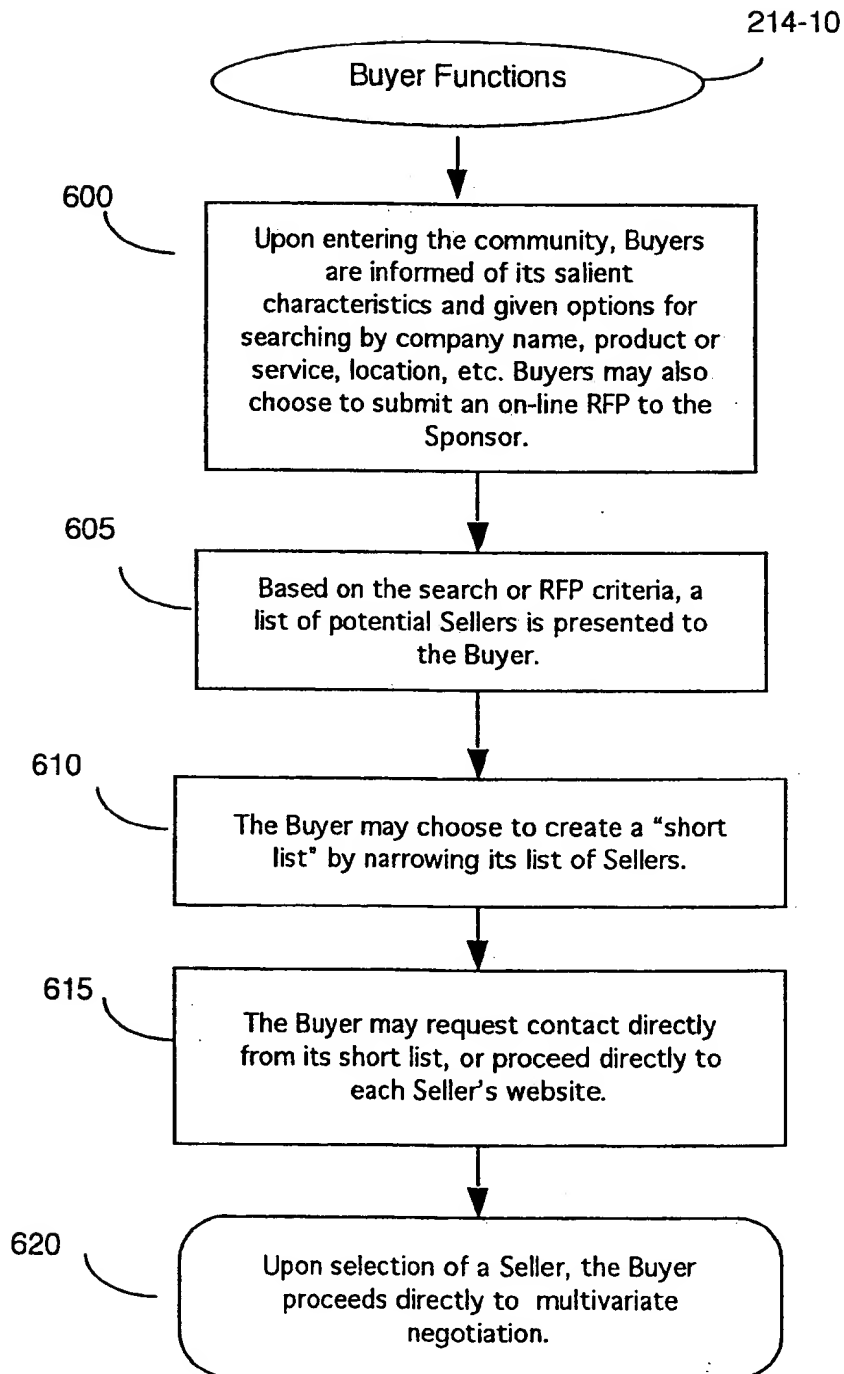 214-10
Buyer Functions
600
Upon entering the community, Buyers
are informed of its salient
characteristics and given options for
searching by company name, product or
service, location, etc. Buyers may also
choose to submit an on-line RFP to the
Sponsor.
605
Based on the search or RFP criteria, a
list of potential Sellers is presented to
the Buyer.
610
The Buyer may choose to create a “short
list” by narrowing its list of Sellers.
615
The Buyer may request contact directly
from its short list, or proceed directly to
each Seller's website.
620
Upon selection of a Seller, the Buyer
proceeds directly to multivariate
negotiation.